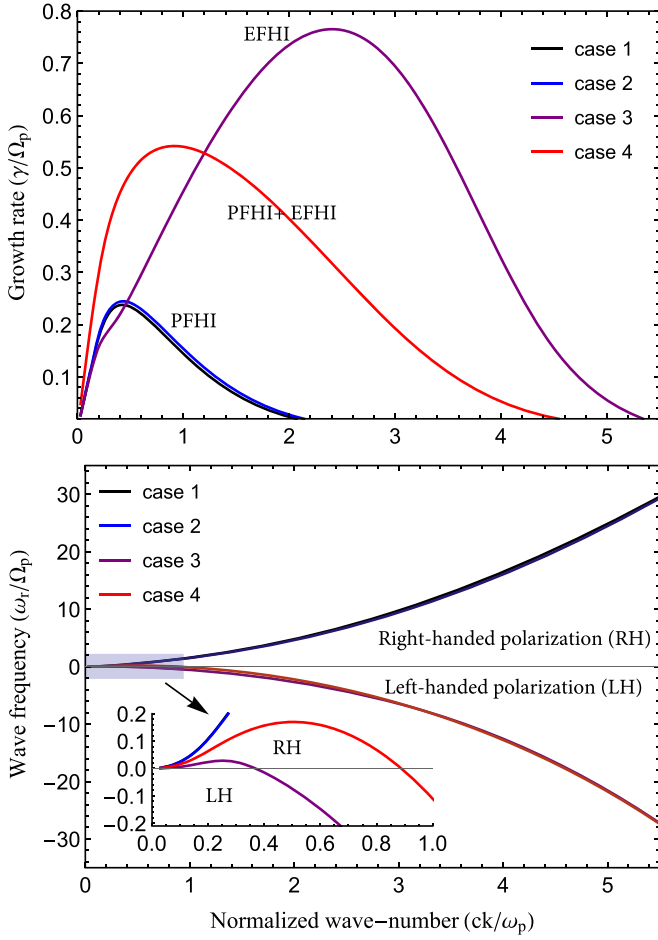 0.8
0.7
0.6
0.5
0.4
0.3
0.2
0.1
Growth rate (γ/Ωp)
EFHI
PFHI+ EFHI
PFHI
case 1
case 2
case 3
case 4
0 1 2 3 4 5
30
20
10
0
−10
−20
−30
Wave frequency (ωr/Ωp)
case 1
case 2
case 3
case 4
Right-handed polarization (RH)
Left-handed polarization (LH)
0.2
0.1
0.0
−0.1
−0.2
RH
LH
0.0 0.2 0.4 0.6 0.8 1.0
0 1 2 3 4 5
Normalized wave−number (ck/ωp)